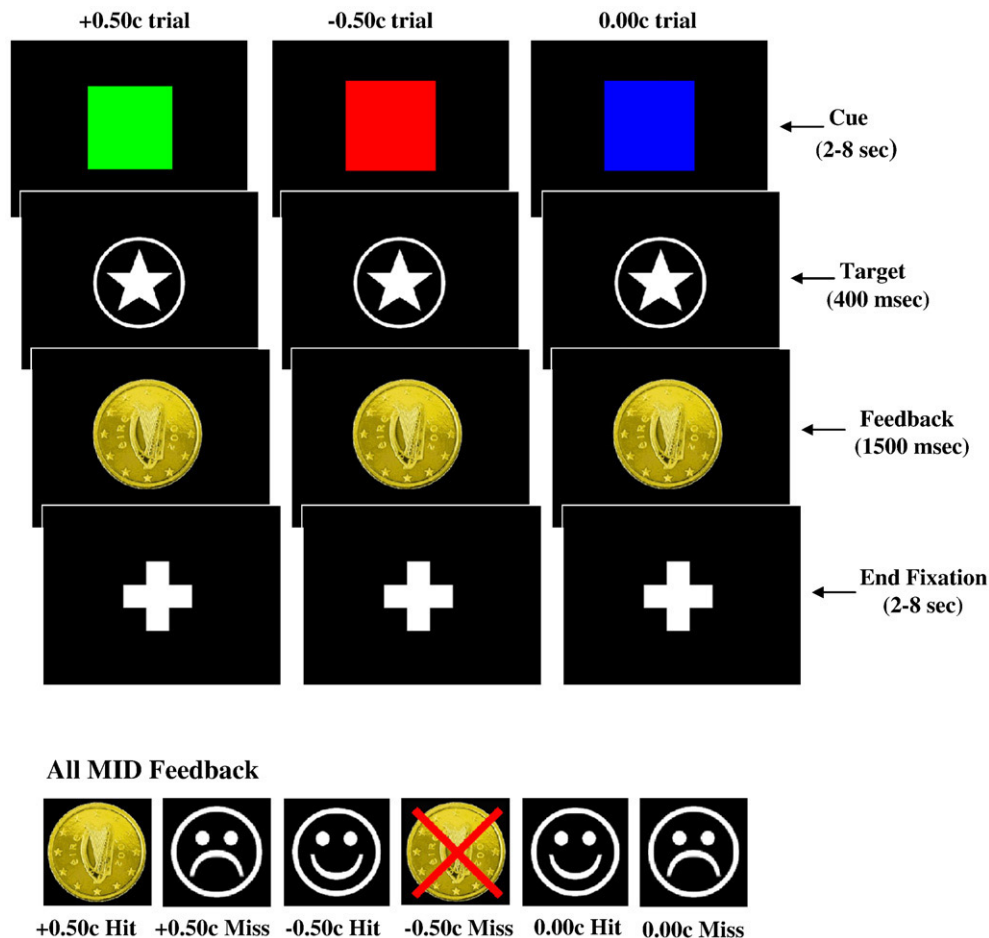 +0.50c trial
-0.50c trial
0.00c trial
Cue
(2-8 sec)
Target
(400 msec)
Feedback
(1500 msec)
End Fixation
(2-8 sec)
All MID Feedback
+0.50c Hit
+0.50c Miss
-0.50c Hit
-0.50c Miss
0.00c Hit
0.00c Miss